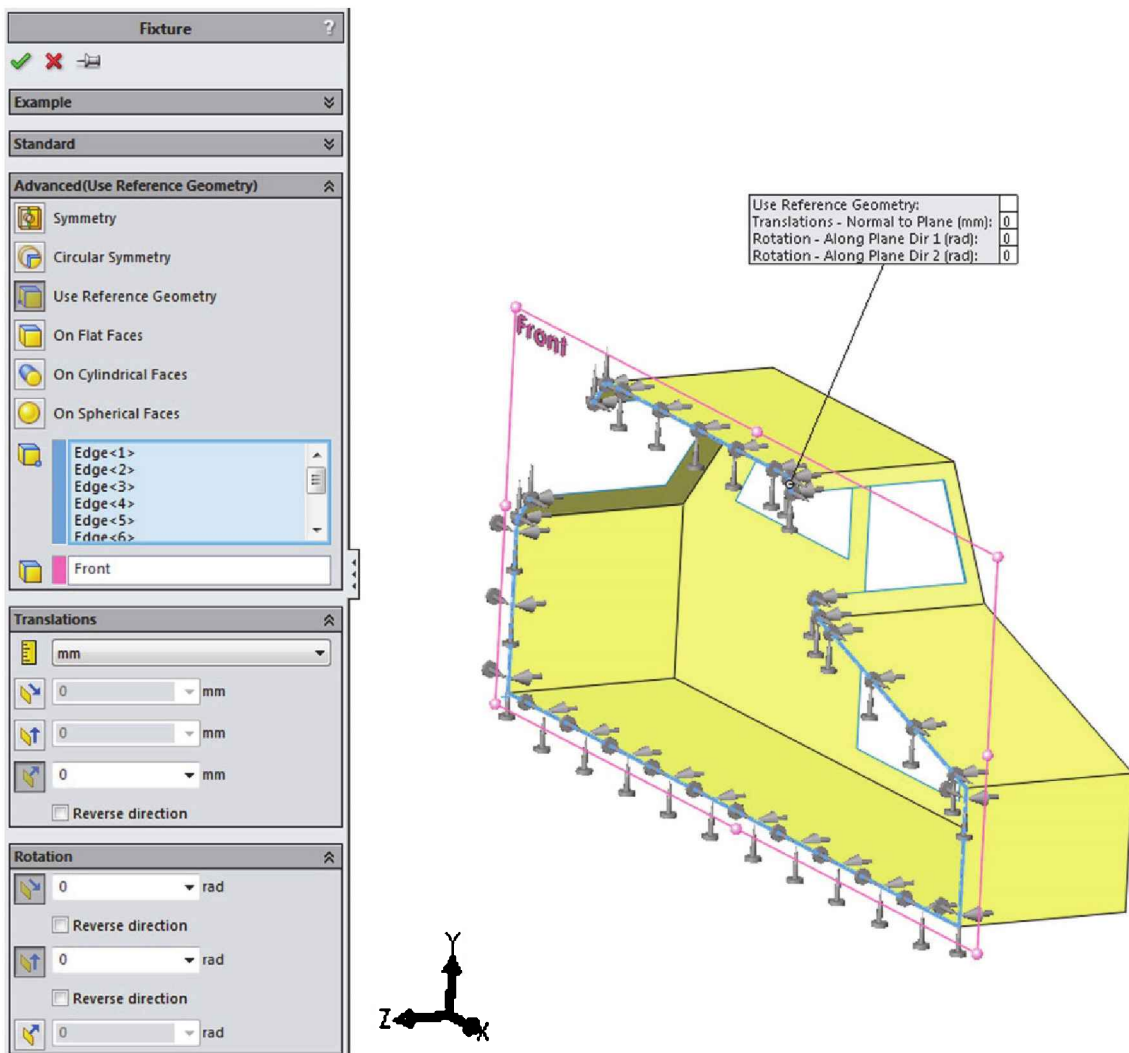 Fixture ?
Example
Standard
Advanced(Use Reference Geometry)
Symmetry
Circular Symmetry
Use Reference Geometry
On Flat Faces
On Cylindrical Faces
On Spherical Faces
Edge<1>
Edge<2>
Edge<3>
Edge<4>
Edge<5>
Edge<6>
Front
Translations
mm
0 mm
0 mm
0 mm
Reverse direction
Rotation
0 rad
Reverse direction
0 rad
Reverse direction
0 rad
Use Reference Geometry:
Translations - Normal to Plane (mm): 0
Rotation - Along Plane Dir 1 (rad): 0
Rotation - Along Plane Dir 2 (rad): 0
Front
Y
Z
X